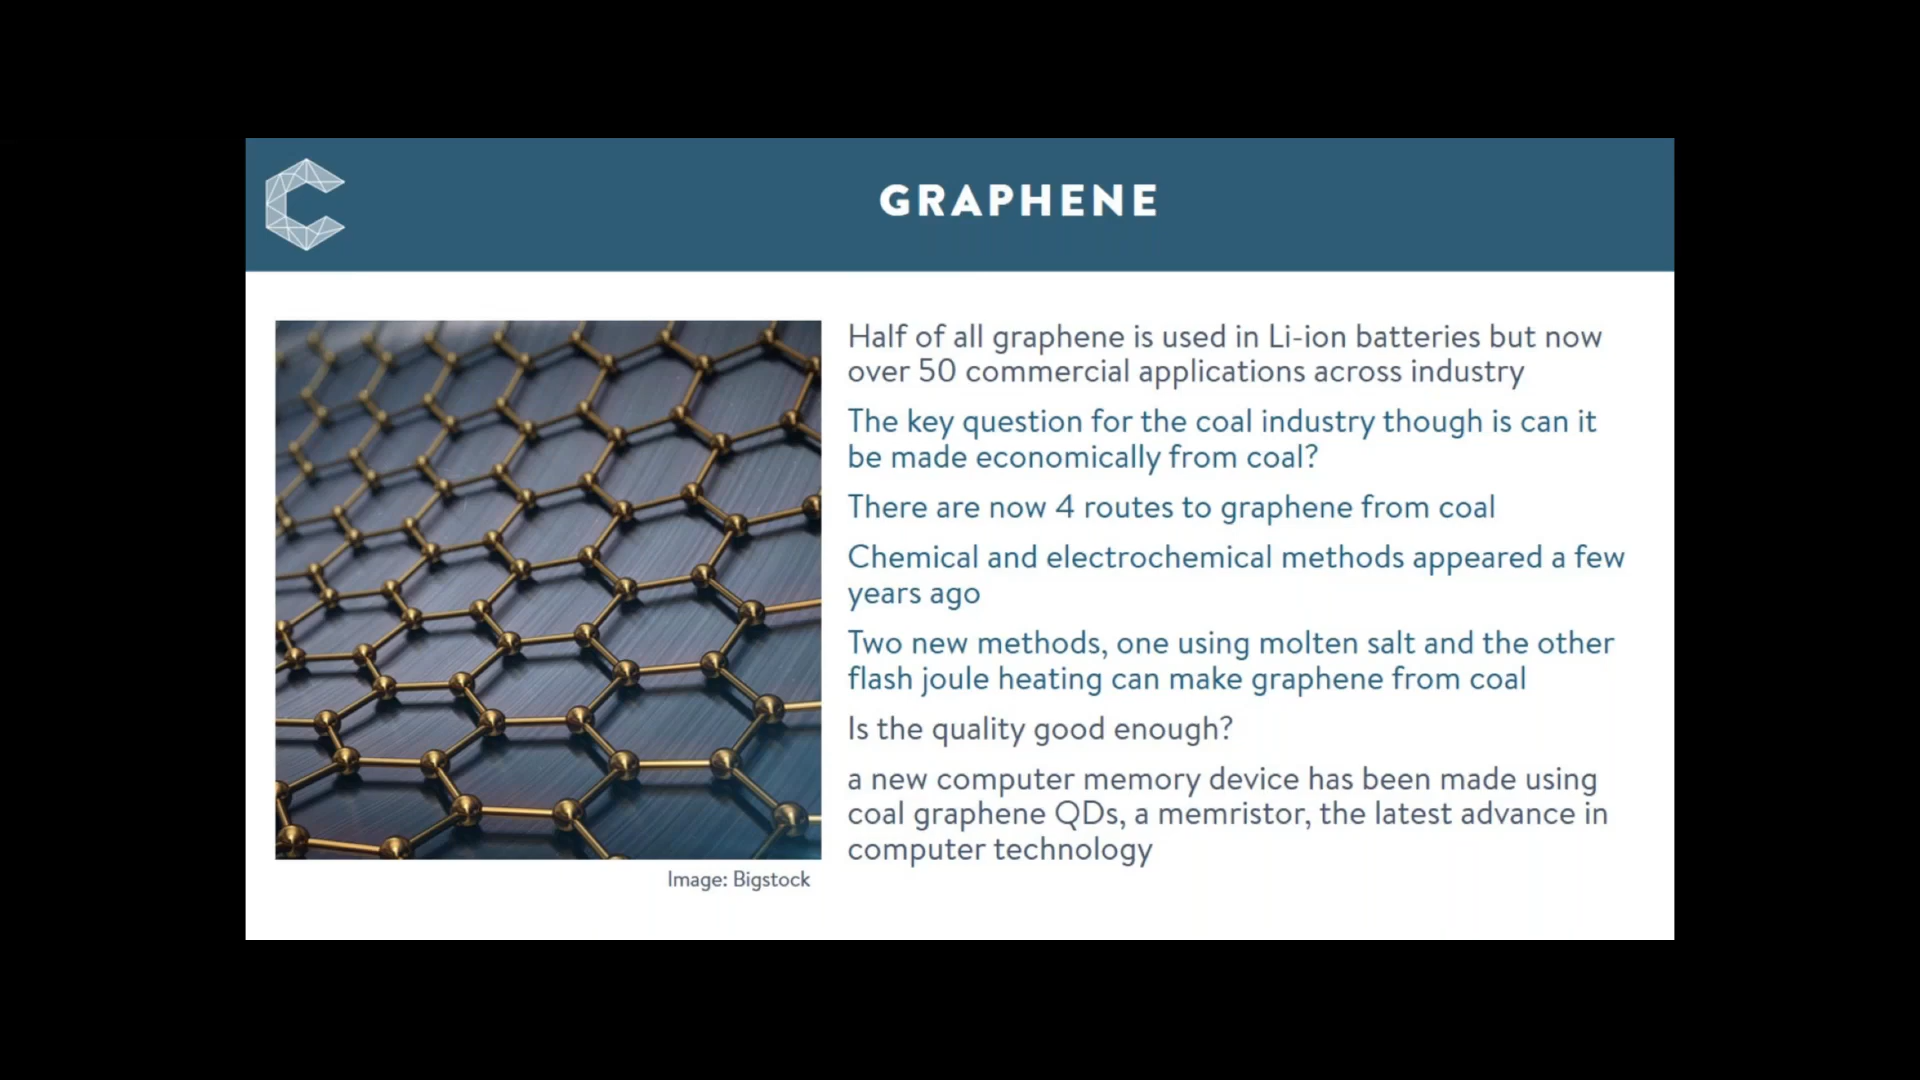 GRAPHENE
Half of all graphene is used in Li-ion batteries but now
over 50 commercial applications across industry
The key question for the coal industry though is can it
be made economically from coal?
There are now 4 routes to graphene from coal
Chemical and electrochemical methods appeared a few
years ago
Two new methods, one using molten salt and the other
flash joule heating can make graphene from coal
Is the quality good enough?
a new computer memory device has been made using
coal graphene QDs, a memristor, the latest advance in
computer technology
Image: Bigstock